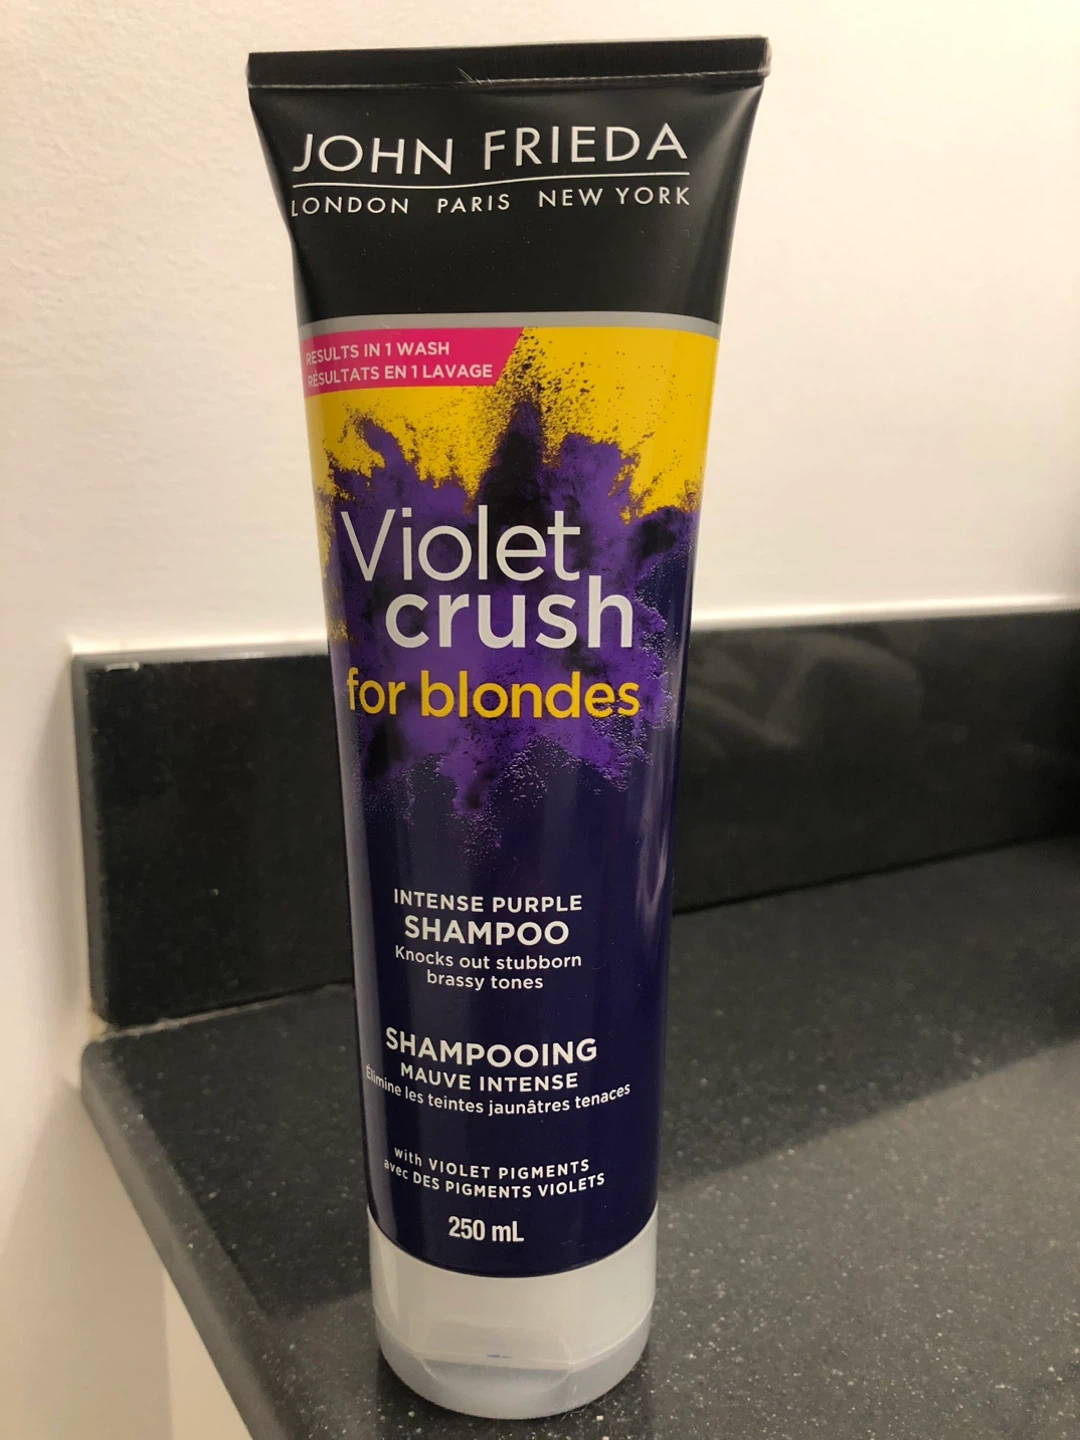 JOHN FRIEDA
LONDON PARIS NEW YORK
RESULTS IN 1 WASH
RÉSULTATS EN 1 LAVAGE
Violet
crush
for blondes
INTENSE PURPLE
SHAMPOO
Knocks out stubborn
brassy tones
SHAMPOOING
MAUVE INTENSE
Élimine les teintes jaunâtres tenaces
with VIOLET PIGMENTS
avec DES PIGMENTS VIOLETS
250 mL